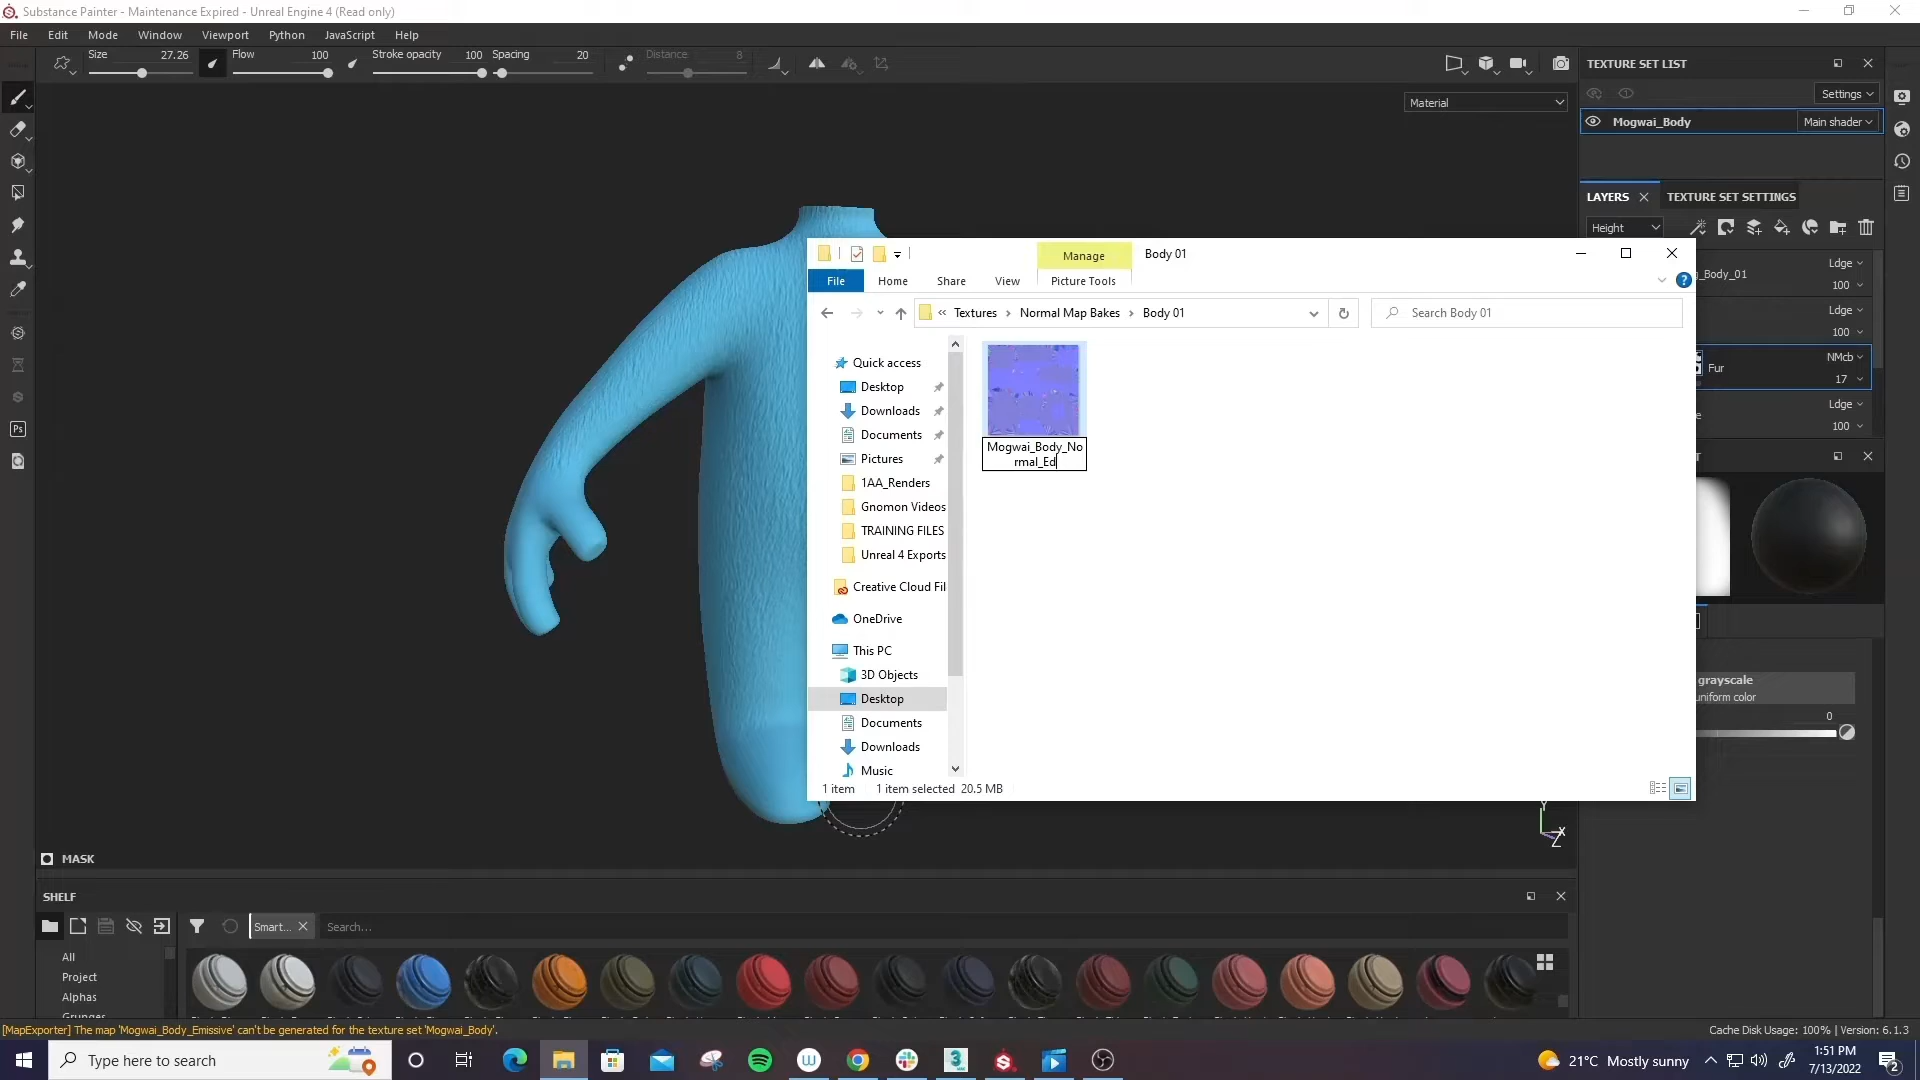 Substance Painter - Maintenance Expired - Unreal Engine 4 (Read only)
File Edit Mode Window Viewport Python JavaScript Help
Size 27.26 Flow 100 Stroke opacity 100 Spacing 20 Distance 8
Material
TEXTURE SET LIST
Settings
Mogwai_Body Main shader
LAYERS TEXTURE SET SETTINGS
Height
g_Body_01 Ldge
100
Ldge
100
Fur NMcb
17
Ldge
100
grayscale
uniform color
0
Manage Body 01
File Home Share View Picture Tools
« Textures › Normal Map Bakes › Body 01
Search Body 01
Quick access
Desktop
Downloads
Documents
Pictures
1AA_Renders
Gnomon Videos
TRAINING FILES
Unreal 4 Exports
Creative Cloud Fil
OneDrive
This PC
3D Objects
Desktop
Documents
Downloads
Music
Mogwai_Body_No
rmal_Ed
1 item 1 item selected 20.5 MB
Y
X
Z
MASK
SHELF
Smart... Search...
All
Project
Alphas
Grunges
[MapExporter] The map 'Mogwai_Body_Emissive' can't be generated for the texture set 'Mogwai_Body'.
Cache Disk Usage: 100% | Version: 6.1.3
Type here to search
21°C Mostly sunny
1:51 PM
7/13/2022
2